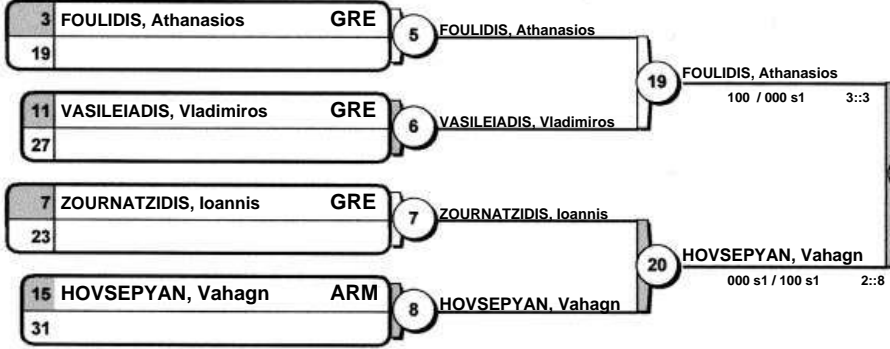 3 FOULIDIS, Athanasios GRE
19
5
FOULIDIS, Athanasios
11 VASILEIADIS, Vladimiros GRE
27
6
VASILEIADIS, Vladimiros
19
FOULIDIS, Athanasios
100 / 000 s1 3::3
7 ZOURNATZIDIS, Ioannis GRE
23
7
ZOURNATZIDIS, Ioannis
15 HOVSEPYAN, Vahagn ARM
31
8
HOVSEPYAN, Vahagn
20
HOVSEPYAN, Vahagn
000 s1 / 100 s1 2::8